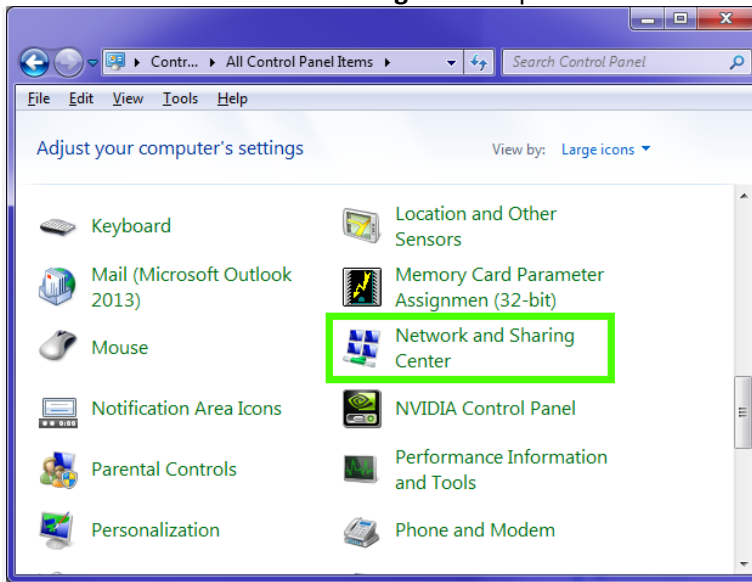 Contr... ▸ All Control Panel Items ▸ Search Control Panel
File Edit View Tools Help
Adjust your computer's settings
View by: Large icons
Keyboard
Location and Other
Sensors
Mail (Microsoft Outlook
2013)
Memory Card Parameter
Assignmen (32-bit)
Mouse
Network and Sharing
Center
Notification Area Icons
NVIDIA Control Panel
Parental Controls
Performance Information
and Tools
Personalization
Phone and Modem